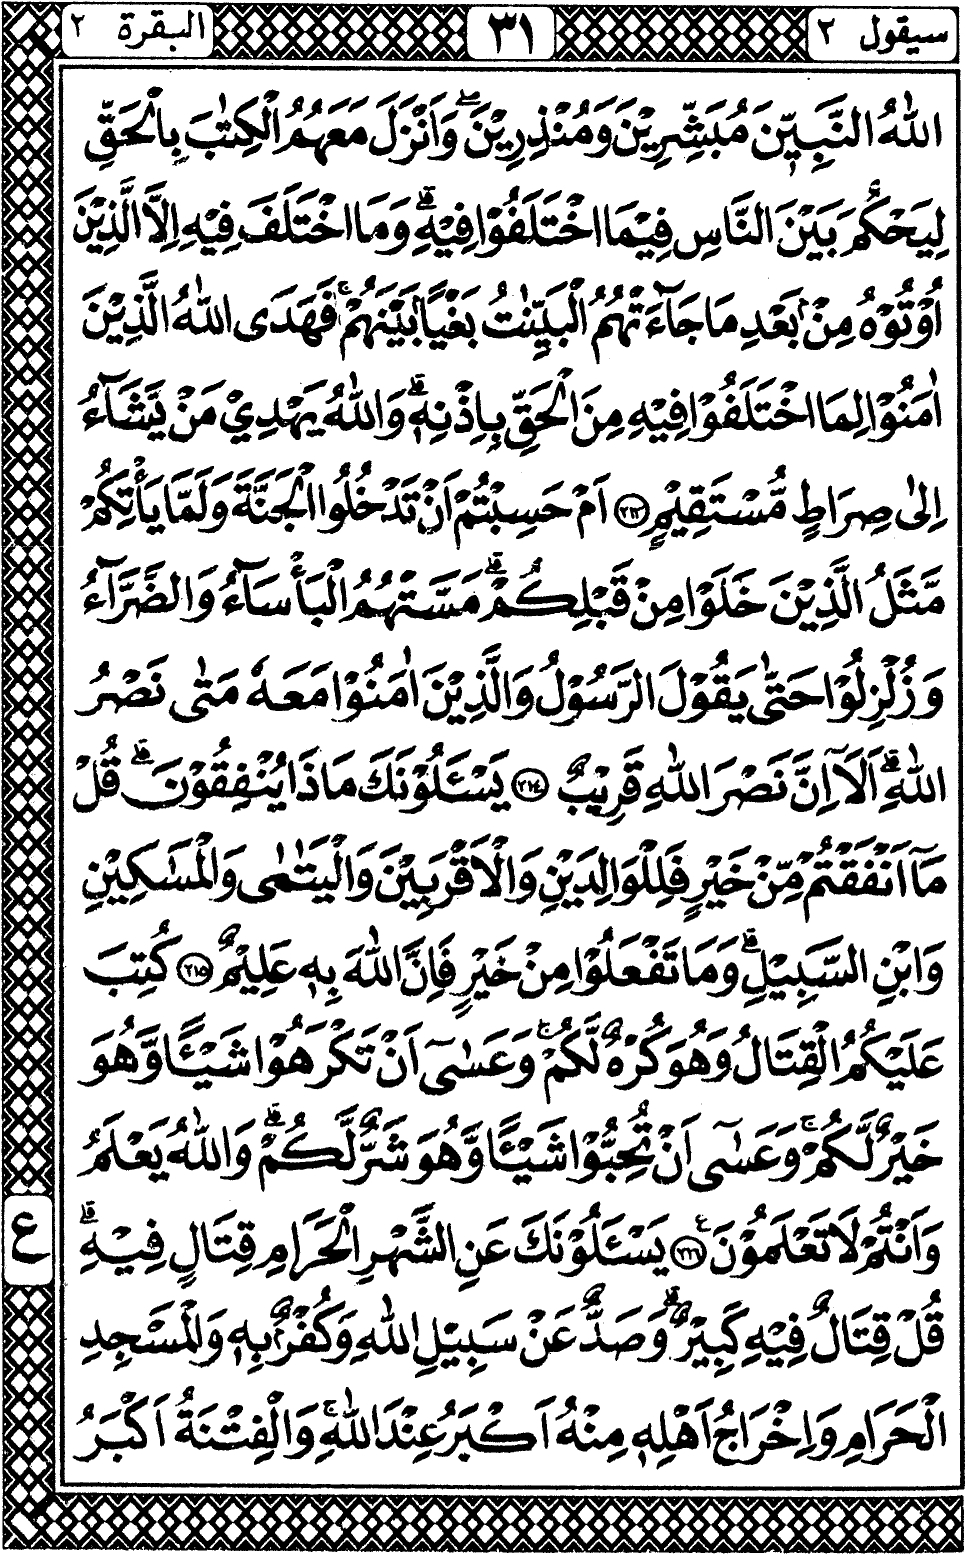 سيقول ٢ ٣١ البقرة ٢
اللّٰهُ النَّبِيّٖنَ مُبَشِّرِيْنَ وَمُنْذِرِيْنَ ۖ وَاَنْزَلَ مَعَهُمُ الْكِتٰبَ بِالْحَقِّ
لِيَحْكُمَ بَيْنَ النَّاسِ فِيْمَا اخْتَلَفُوْا فِيْهِ ؕ وَمَا اخْتَلَفَ فِيْهِ اِلَّا الَّذِيْنَ
اُوْتُوْهُ مِنْۢ بَعْدِ مَا جَآءَتْهُمُ الْبَيِّنٰتُ بَغْيًاۢ بَيْنَهُمْ ۚ فَهَدَى اللّٰهُ الَّذِيْنَ
اٰمَنُوْا لِمَا اخْتَلَفُوْا فِيْهِ مِنَ الْحَقِّ بِاِذْنِهٖ ؕ وَاللّٰهُ يَهْدِيْ مَنْ يَّشَآءُ
اِلٰى صِرَاطٍ مُّسْتَقِيْمٍ ﴿٢١٣﴾ اَمْ حَسِبْتُمْ اَنْ تَدْخُلُوا الْجَنَّةَ وَلَمَّا يَأْتِكُمْ
مَّثَلُ الَّذِيْنَ خَلَوْا مِنْ قَبْلِكُمْ ؕ مَسَّتْهُمُ الْبَأْسَآءُ وَالضَّرَّآءُ
وَزُلْزِلُوْا حَتّٰى يَقُوْلَ الرَّسُوْلُ وَالَّذِيْنَ اٰمَنُوْا مَعَهٗ مَتٰى نَصْرُ
اللّٰهِ ؕ اَلَآ اِنَّ نَصْرَ اللّٰهِ قَرِيْبٌ ﴿٢١٤﴾ يَسْـَٔلُوْنَكَ مَاذَا يُنْفِقُوْنَ ؕ قُلْ
مَآ اَنْفَقْتُمْ مِّنْ خَيْرٍ فَلِلْوَالِدَيْنِ وَالْاَقْرَبِيْنَ وَالْيَتٰمٰى وَالْمَسٰكِيْنِ
وَابْنِ السَّبِيْلِ ؕ وَمَا تَفْعَلُوْا مِنْ خَيْرٍ فَاِنَّ اللّٰهَ بِهٖ عَلِيْمٌ ﴿٢١٥﴾ كُتِبَ
عَلَيْكُمُ الْقِتَالُ وَهُوَ كُرْهٌ لَّكُمْ ۚ وَعَسٰٓى اَنْ تَكْرَهُوْا شَيْـًٔا وَّهُوَ
خَيْرٌ لَّكُمْ ۚ وَعَسٰٓى اَنْ تُحِبُّوْا شَيْـًٔا وَّهُوَ شَرٌّ لَّكُمْ ؕ وَاللّٰهُ يَعْلَمُ
وَاَنْتُمْ لَا تَعْلَمُوْنَ ﴿٢١٦﴾ ع يَسْـَٔلُوْنَكَ عَنِ الشَّهْرِ الْحَرَامِ قِتَالٍ فِيْهِ ؕ ع
قُلْ قِتَالٌ فِيْهِ كَبِيْرٌ ؕ وَصَدٌّ عَنْ سَبِيْلِ اللّٰهِ وَكُفْرٌۢ بِهٖ وَالْمَسْجِدِ
الْحَرَامِ وَاِخْرَاجُ اَهْلِهٖ مِنْهُ اَكْبَرُ عِنْدَ اللّٰهِ ۚ وَالْفِتْنَةُ اَكْبَرُ